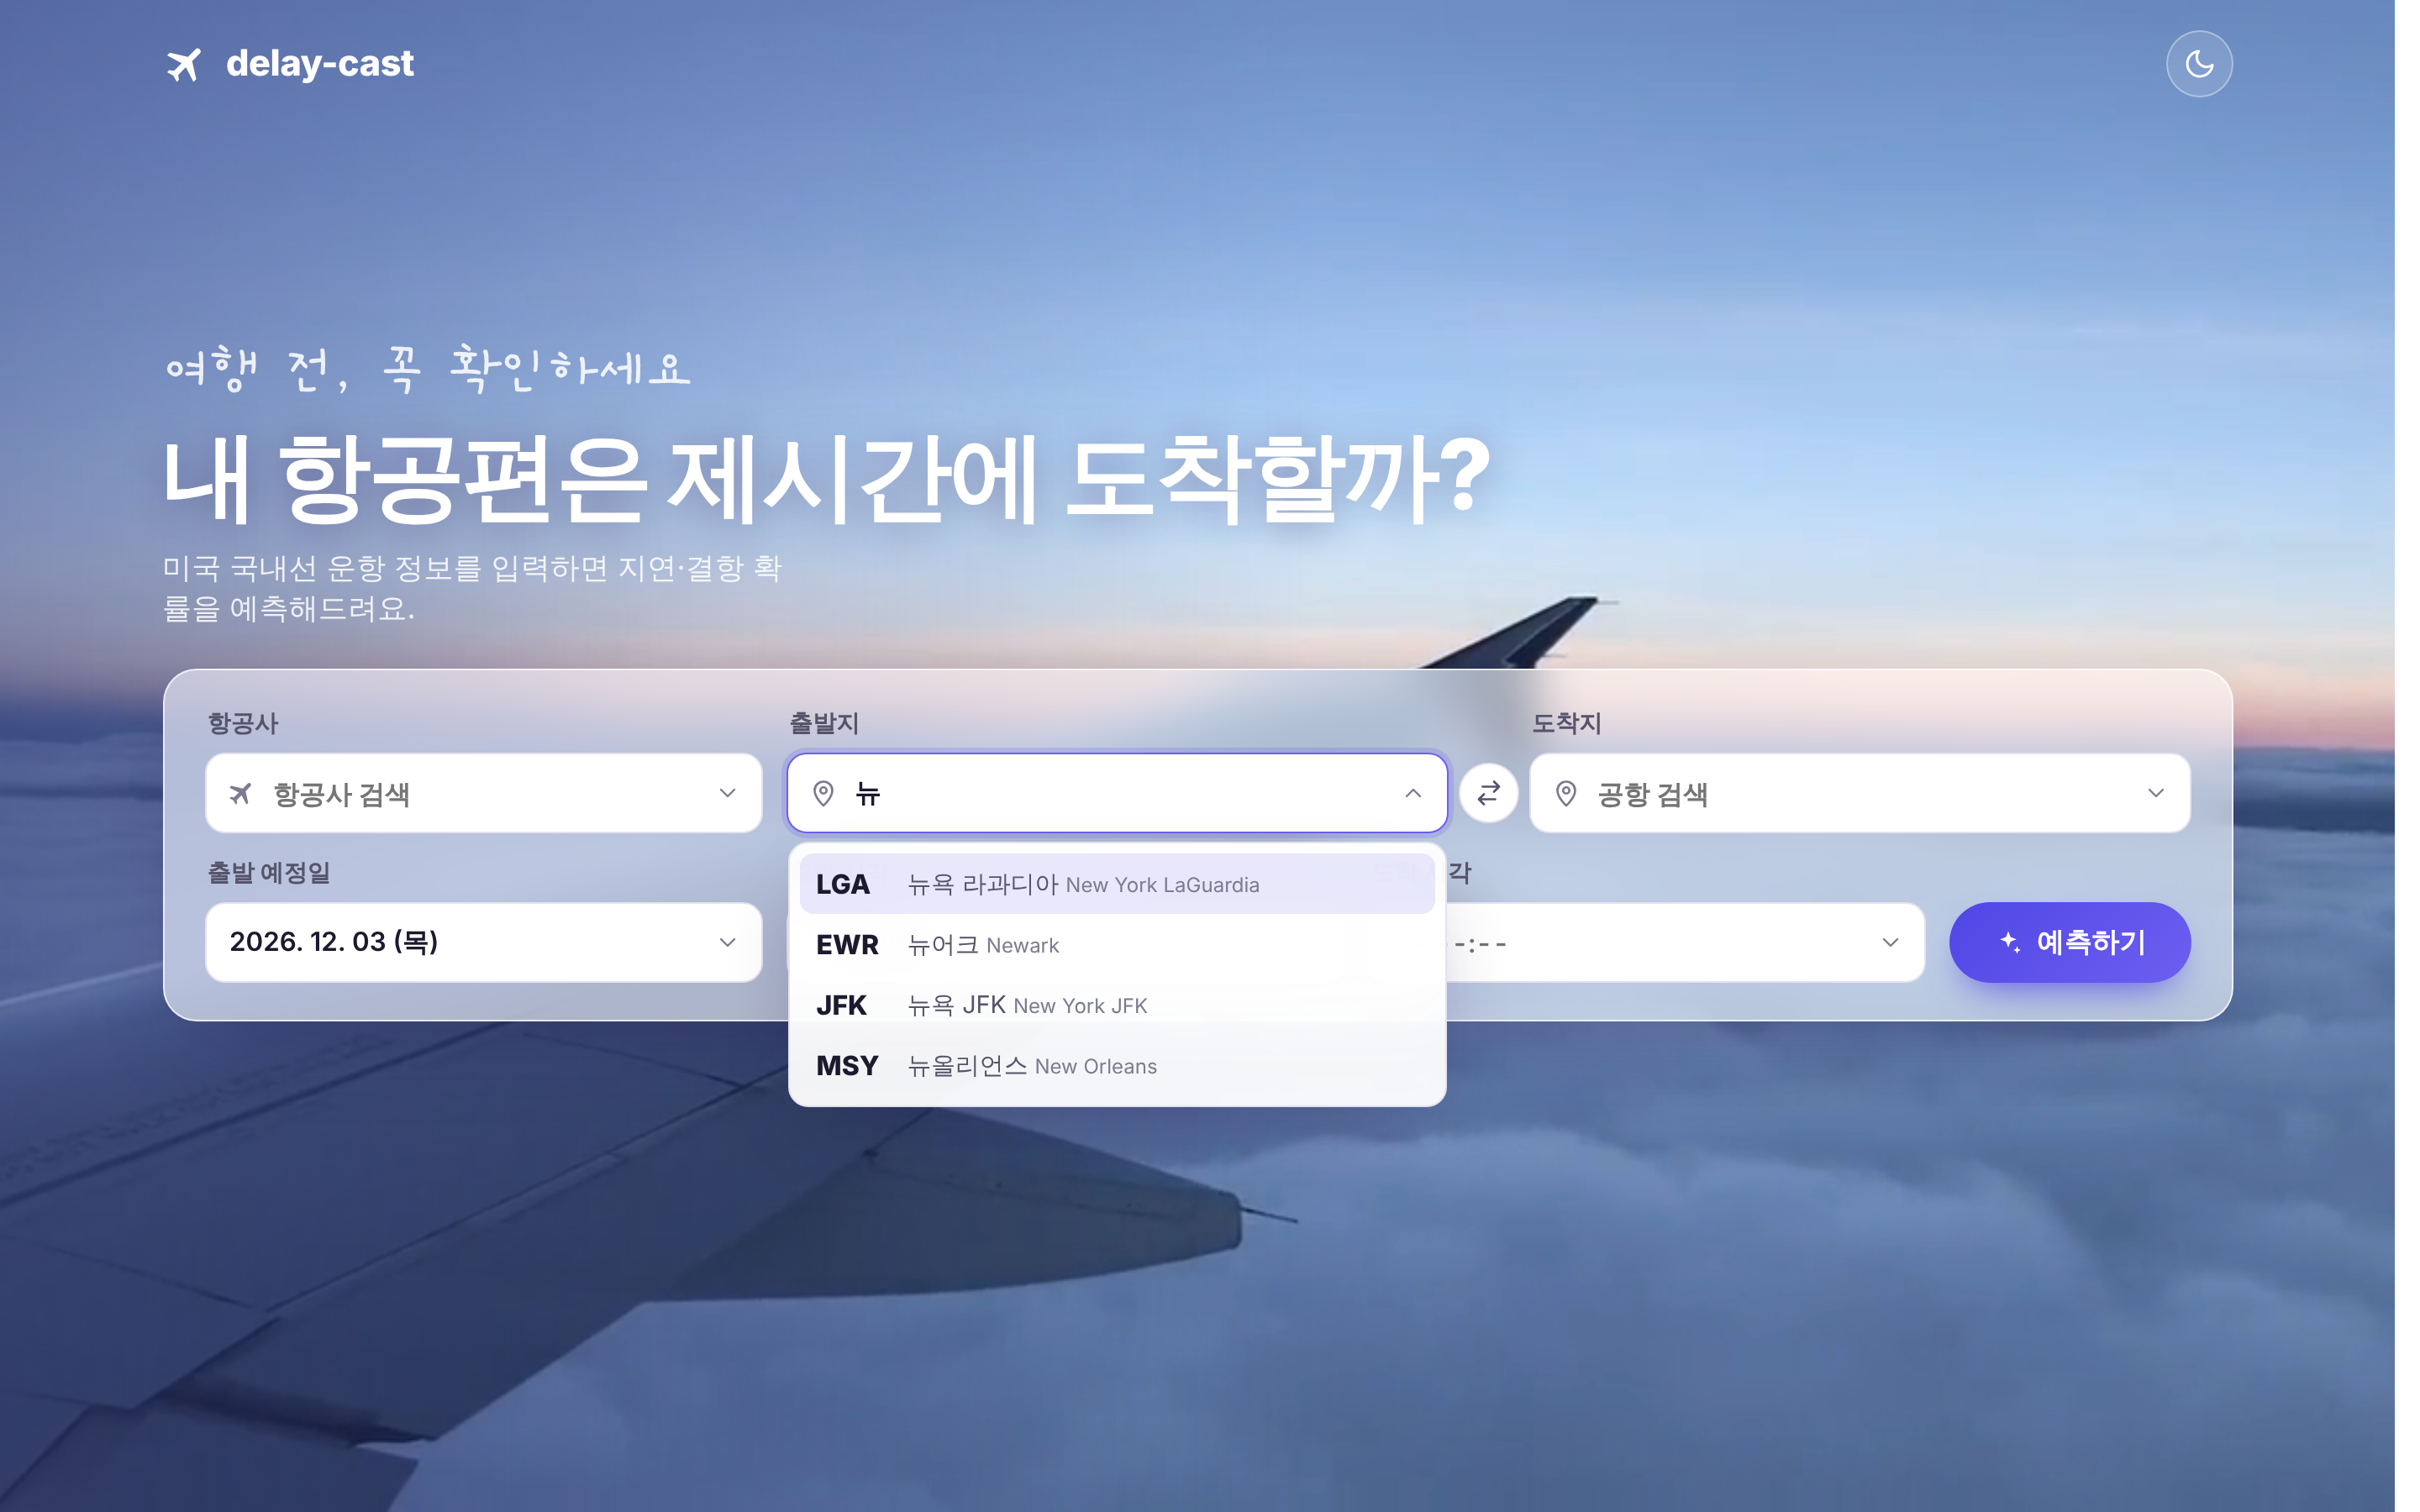 delay-cast
여행 전, 꼭 확인하세요
내 항공편은 제시간에 도착할까?
미국 국내선 운항 정보를 입력하면 지연·결항 확
률을 예측해드려요.
항공사
출발지
도착지
항공사 검색
뉴
공항 검색
출발 예정일
각
2026. 12. 03 (목)
-:--
예측하기
LGA 뉴욕 라과디아 New York LaGuardia
EWR 뉴어크 Newark
JFK 뉴욕 JFK New York JFK
MSY 뉴올리언스 New Orleans